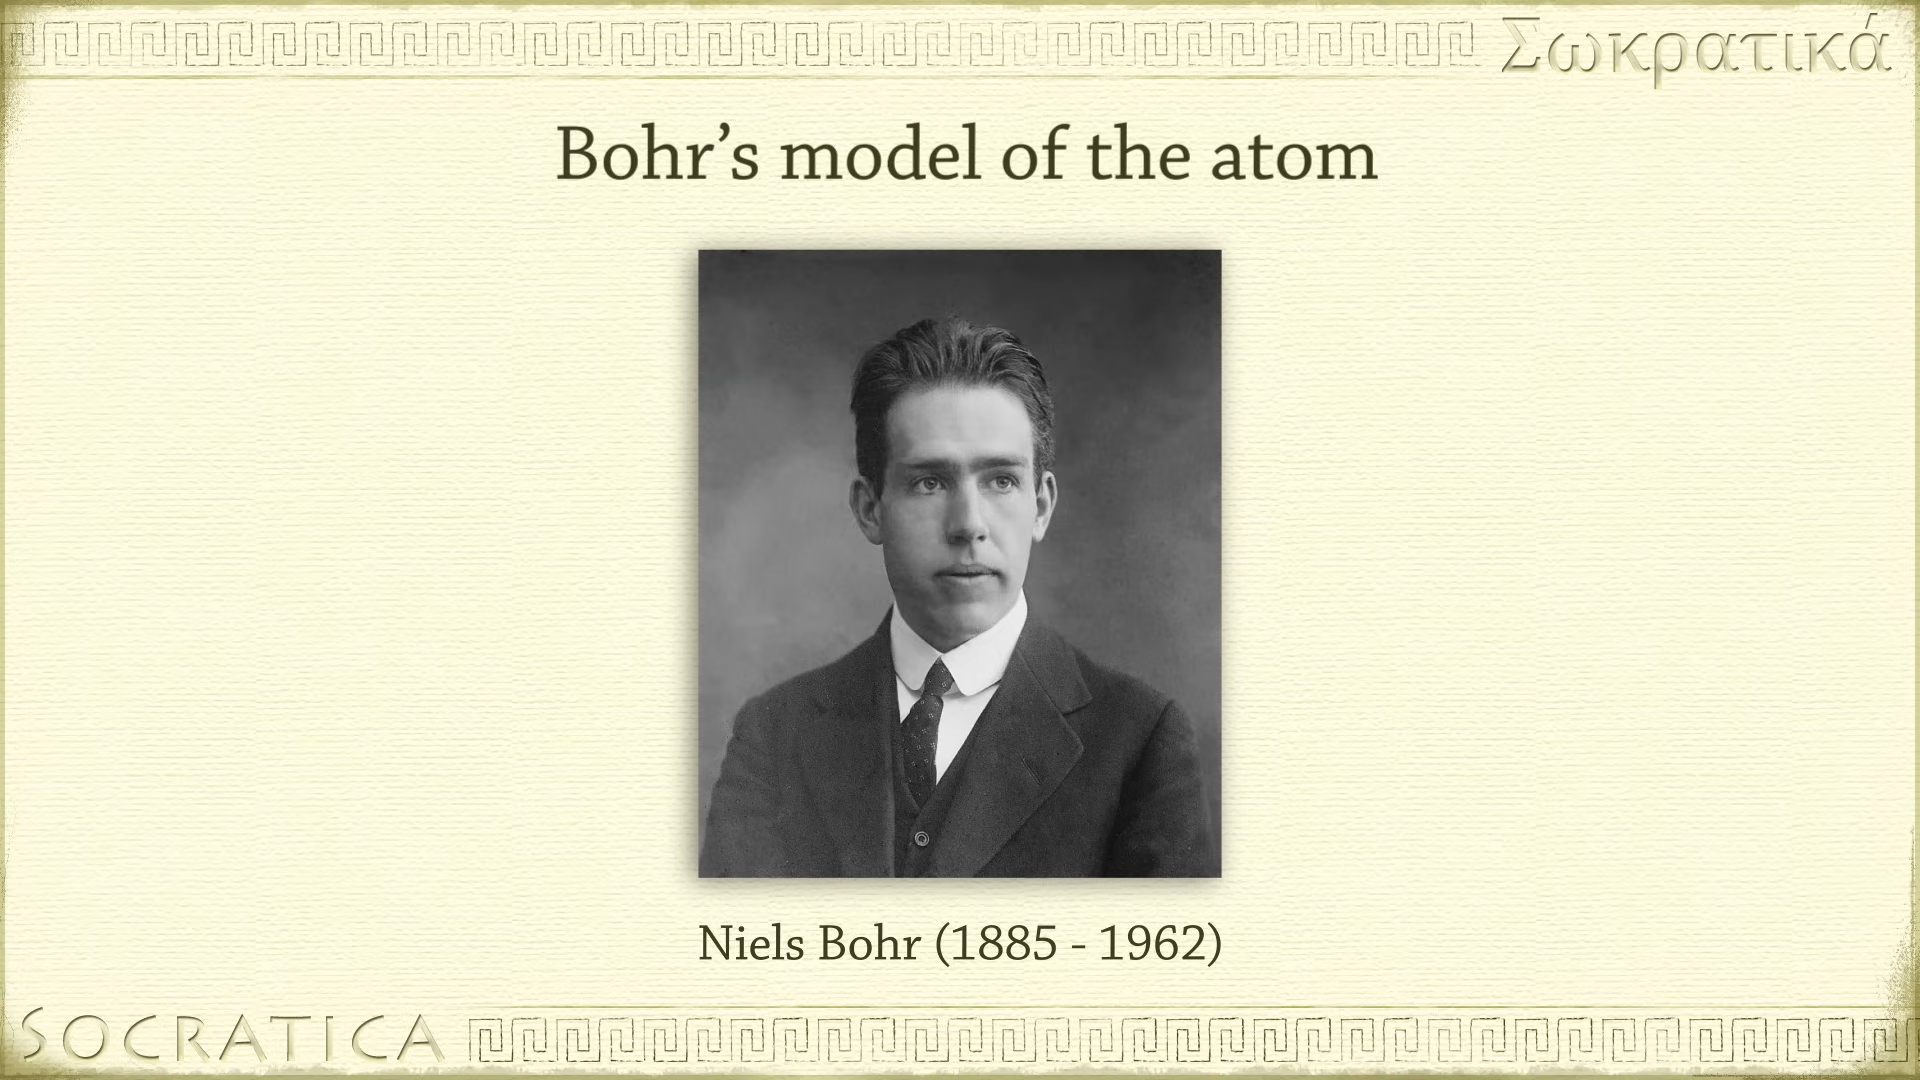 Σωκρατικά
Bohr’s model of the atom
Niels Bohr (1885 - 1962)
SOCRATICA